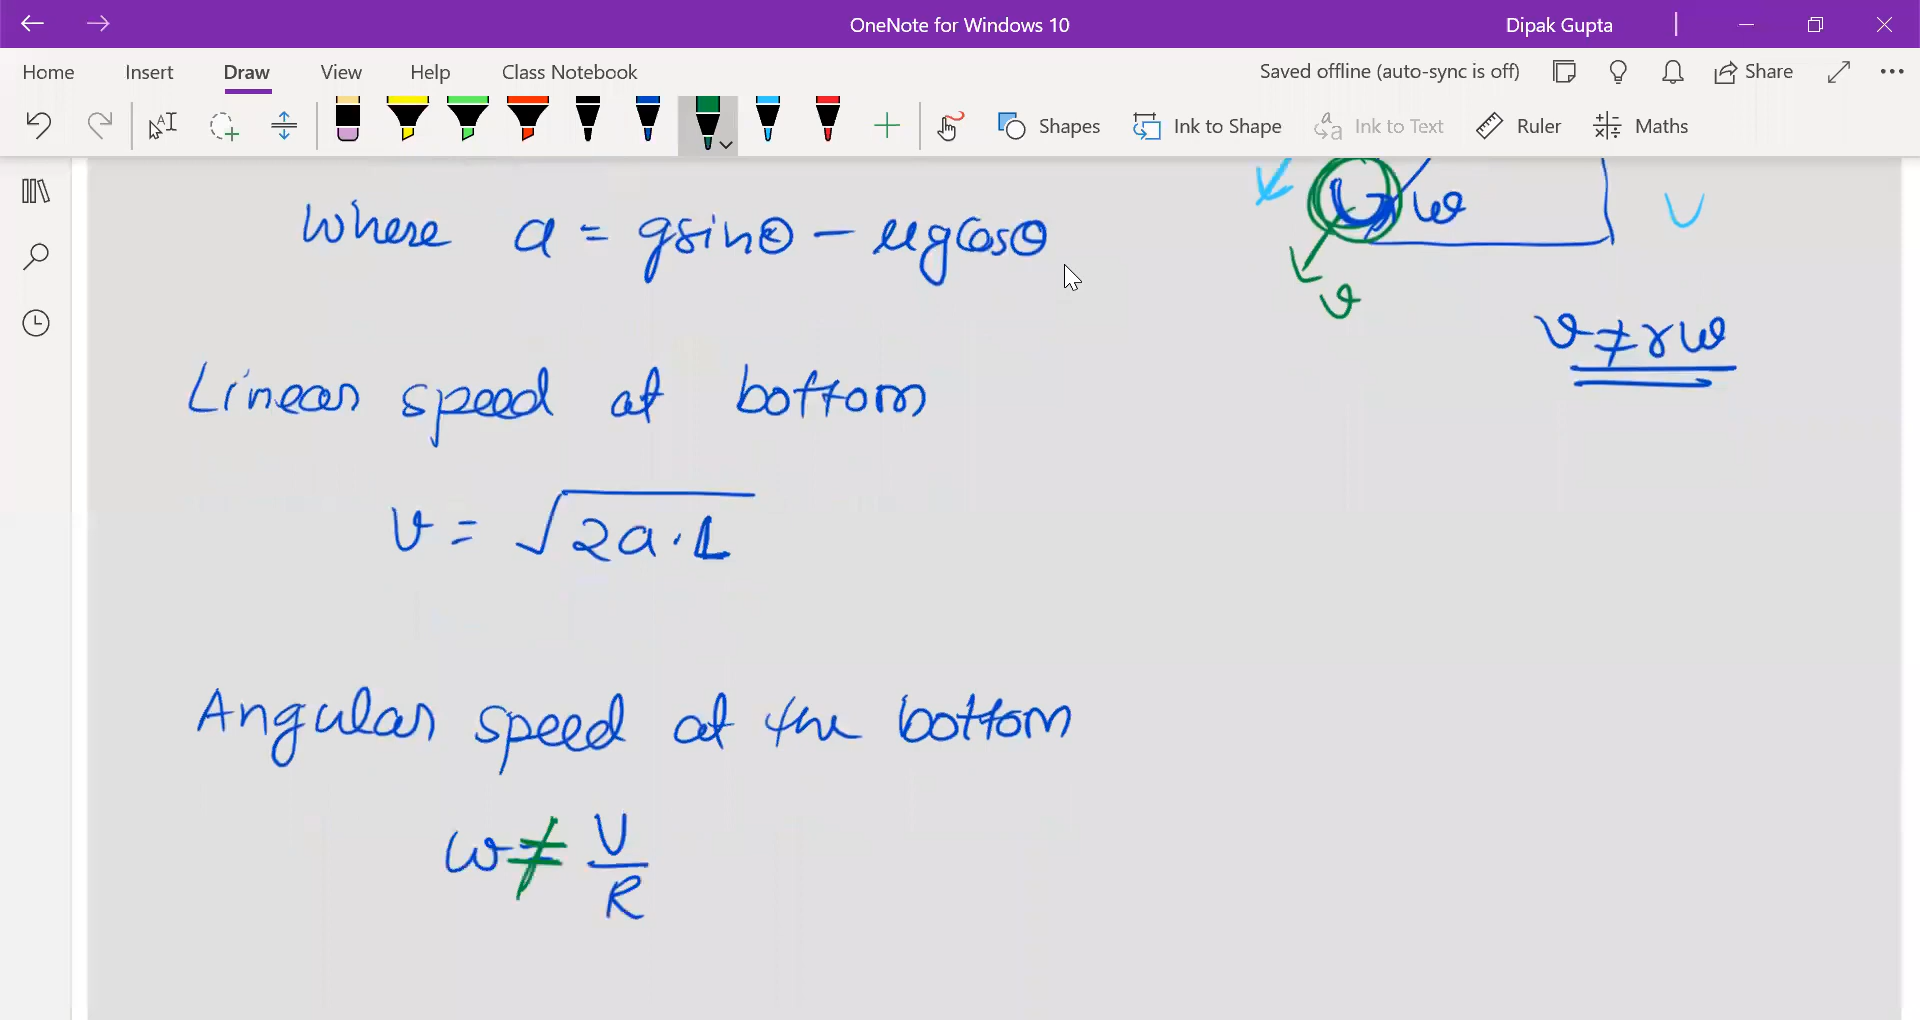 OneNote for Windows 10
Dipak Gupta
Home Insert Draw View Help Class Notebook
Saved offline (auto-sync is off) Share
Shapes Ink to Shape Ink to Text Ruler Maths
Where a = gsinθ − μgcosθ
ω
v
v
v ≠ rω
Linear speed at bottom
v = √2a·L
Angular speed at the bottom
ω ≠ V/R